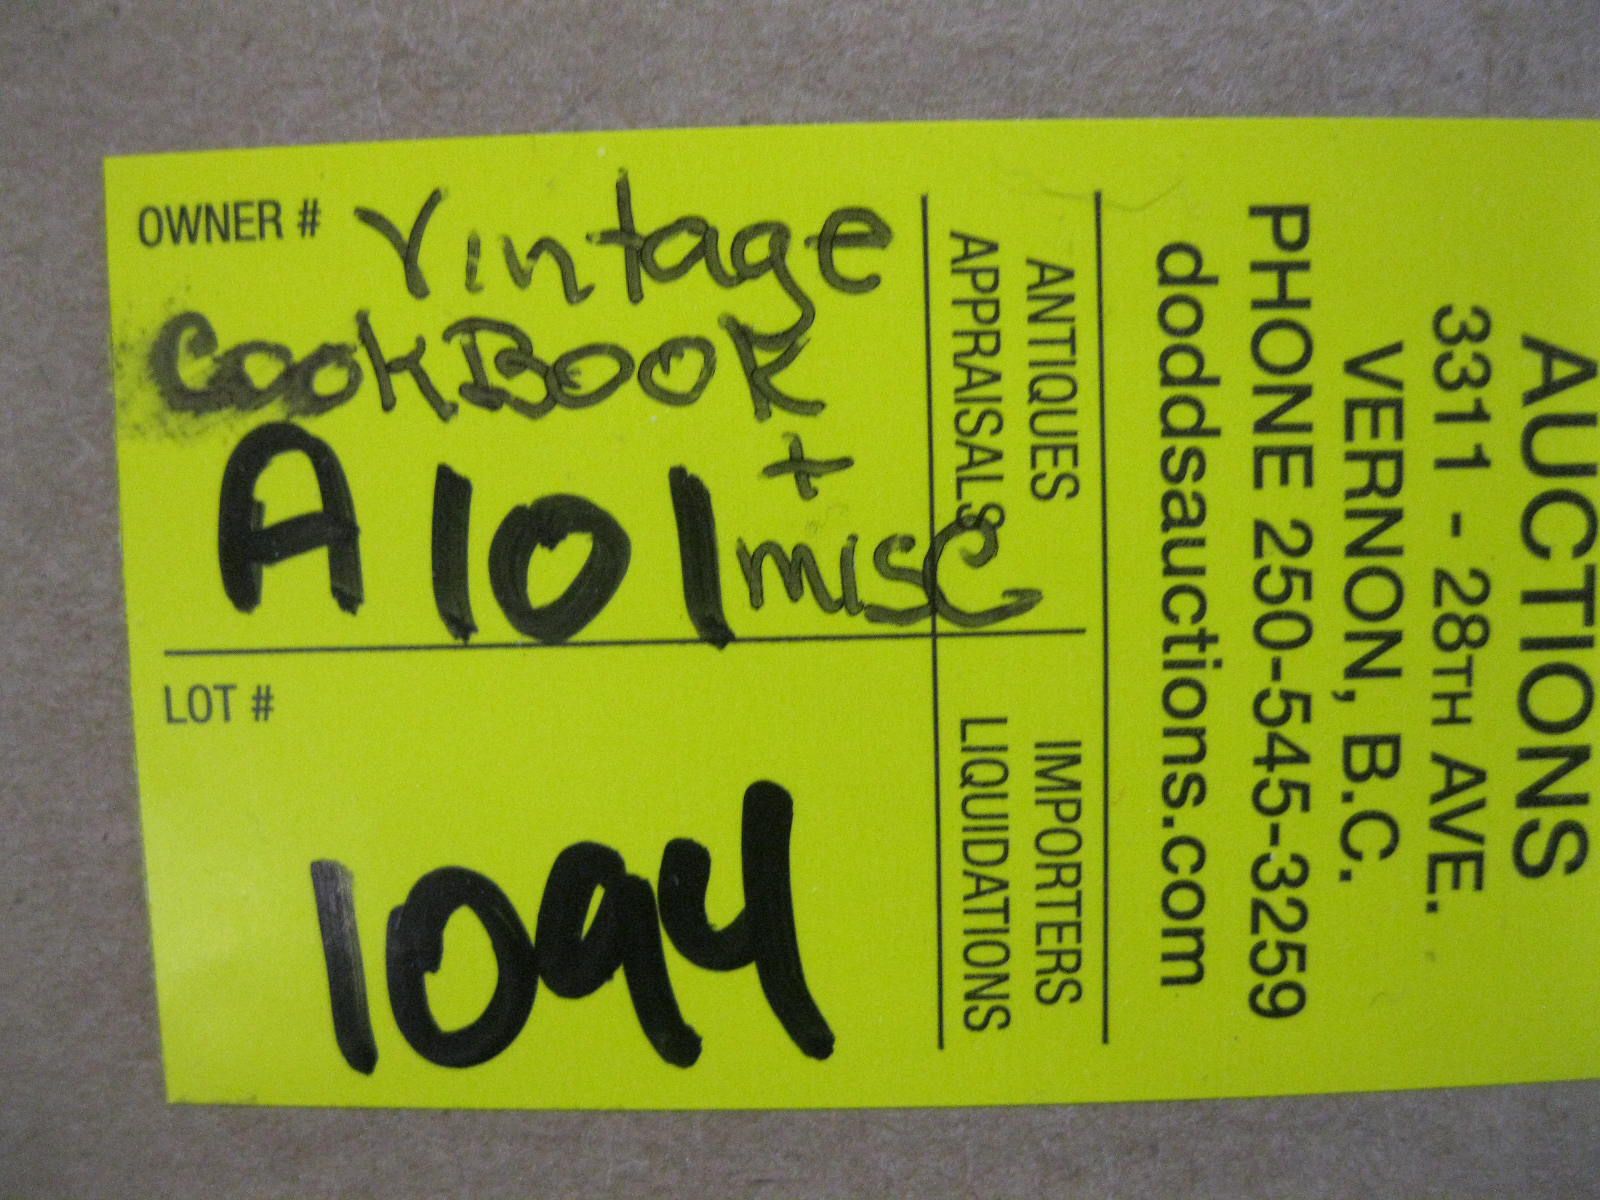 OWNER # Vintage
CookBook
+
A101 misc
LOT #
1094
AUCTIONS
3311 - 28TH AVE.
VERNON, B.C.
PHONE 250-545-3259
doddsauctions.com
ANTIQUES
APPRAISALS
IMPORTERS
LIQUIDATIONS